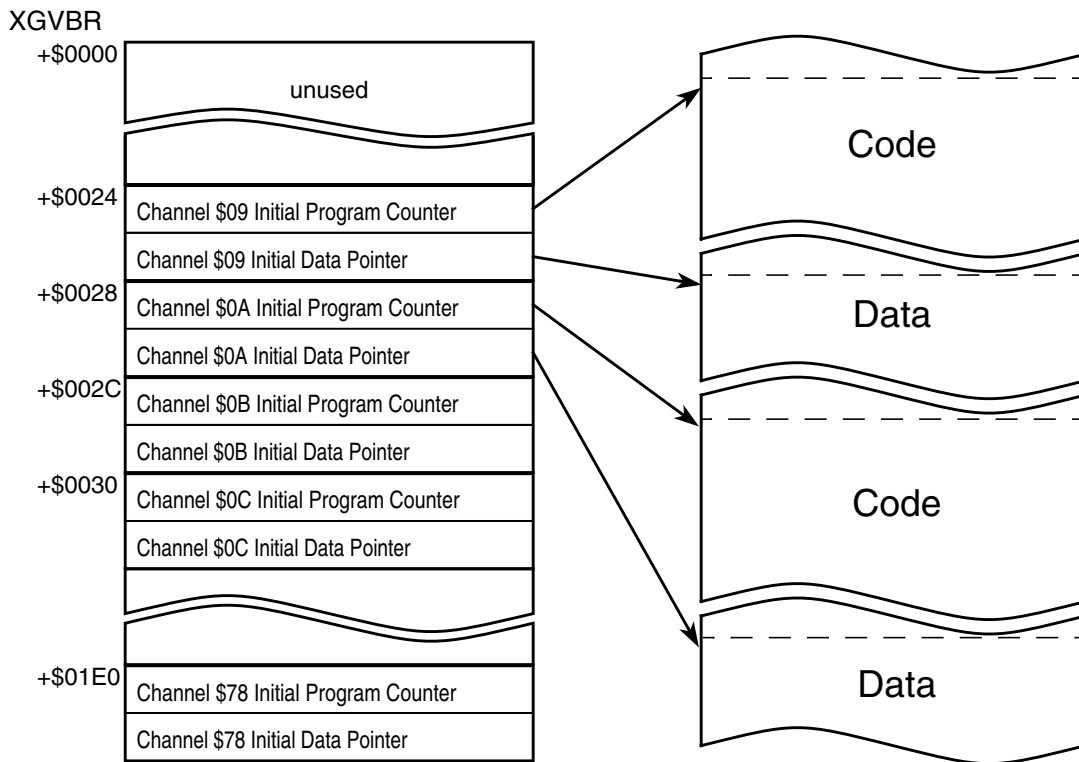 XGVBR
+$0000
unused
+$0024
Channel $09 Initial Program Counter
Channel $09 Initial Data Pointer
+$0028
Channel $0A Initial Program Counter
Channel $0A Initial Data Pointer
+$002C
Channel $0B Initial Program Counter
Channel $0B Initial Data Pointer
+$0030
Channel $0C Initial Program Counter
Channel $0C Initial Data Pointer
+$01E0
Channel $78 Initial Program Counter
Channel $78 Initial Data Pointer
Code
Data
Code
Data